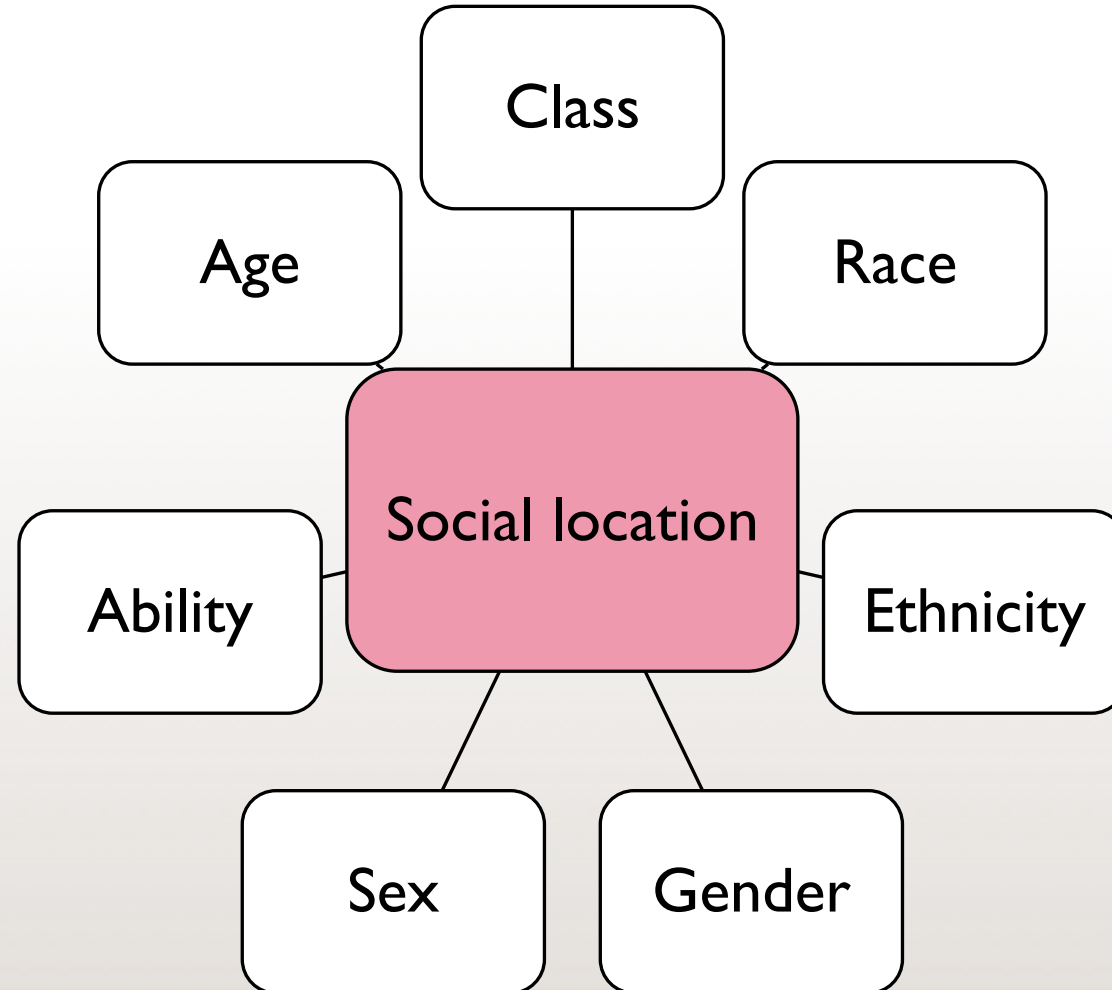 Class
Age
Race
Social location
Ability
Ethnicity
Sex
Gender